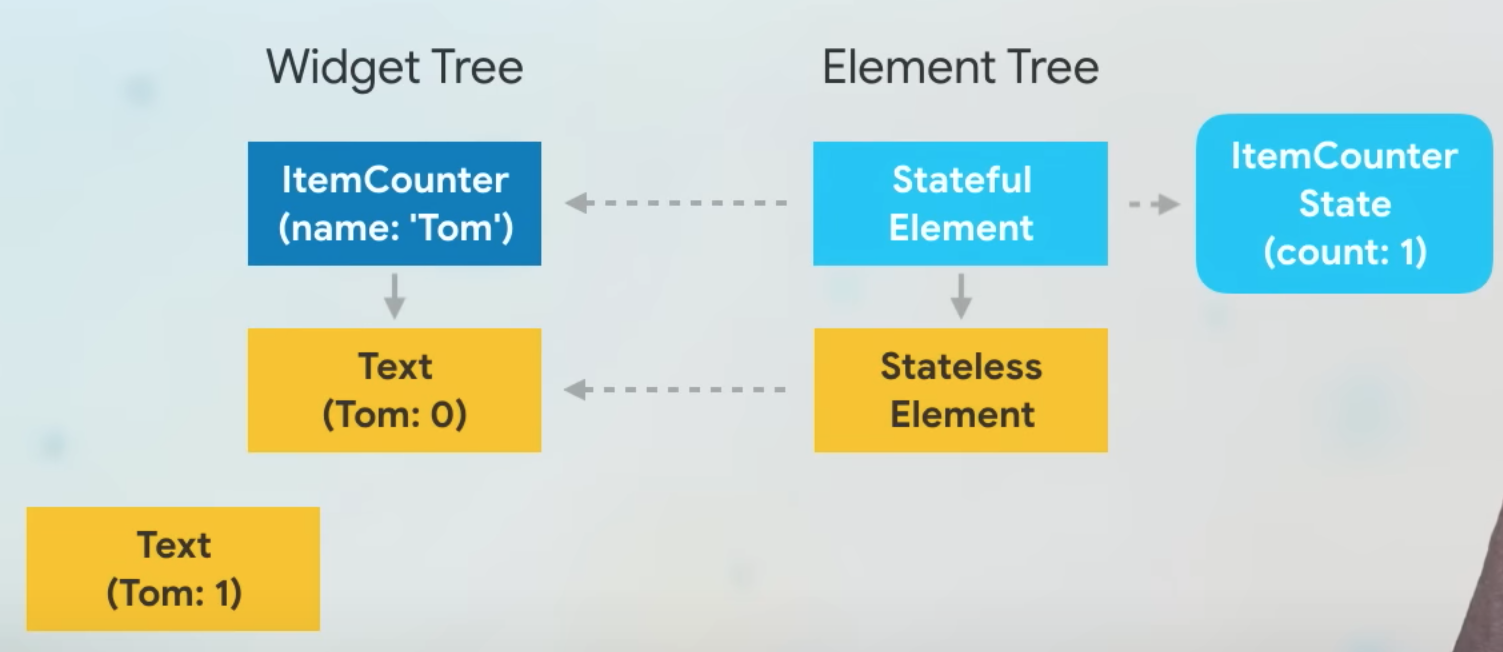 Widget Tree
Element Tree
ItemCounter
(name: 'Tom')
Stateful
Element
ItemCounter
State
(count: 1)
Text
(Tom: 0)
Stateless
Element
Text
(Tom: 1)